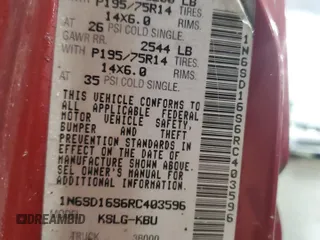 P195/75R14 TIRES
14X6.0 RIMS.
AT 26 PSI COLD SINGLE.
GAWR RR. 2544 LB
WITH P195/75R14 TIRES
14X6.0 RIMS.
AT 35 PSI COLD SINGLE.
THIS VEHICLE CONFORMS TO
ALL APPLICABLE FEDERAL
MOTOR VEHICLE SAFETY,
BUMPER AND THEFT
PREVENTION STANDARDS
IN EFFECT ON THE DATE OF
MANUFACTURE SHOWN ABOVE.
SEE OWNER'S MANUAL FOR
ADDITIONAL INFORMATION.
1N6SD16S6RC403596
K9LG-KBU
TRUCK
1N6SD16S6RC403596
DREAMBID